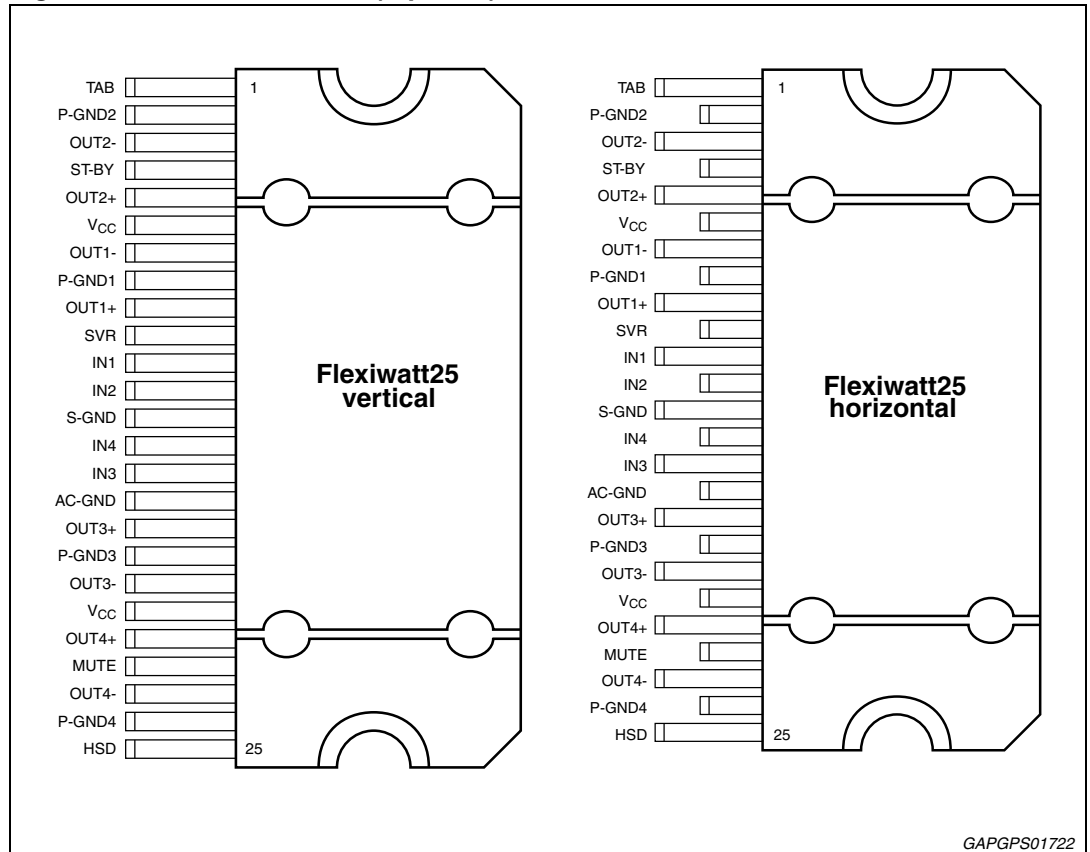 TAB
P-GND2
OUT2-
ST-BY
OUT2+
VCC
OUT1-
P-GND1
OUT1+
SVR
IN1
IN2
S-GND
IN4
IN3
AC-GND
OUT3+
P-GND3
OUT3-
VCC
OUT4+
MUTE
OUT4-
P-GND4
HSD
1
Flexiwatt25
vertical
25
TAB
P-GND2
OUT2-
ST-BY
OUT2+
VCC
OUT1-
P-GND1
OUT1+
SVR
IN1
IN2
S-GND
IN4
IN3
AC-GND
OUT3+
P-GND3
OUT3-
VCC
OUT4+
MUTE
OUT4-
P-GND4
HSD
1
Flexiwatt25
horizontal
25
GAPGPS01722